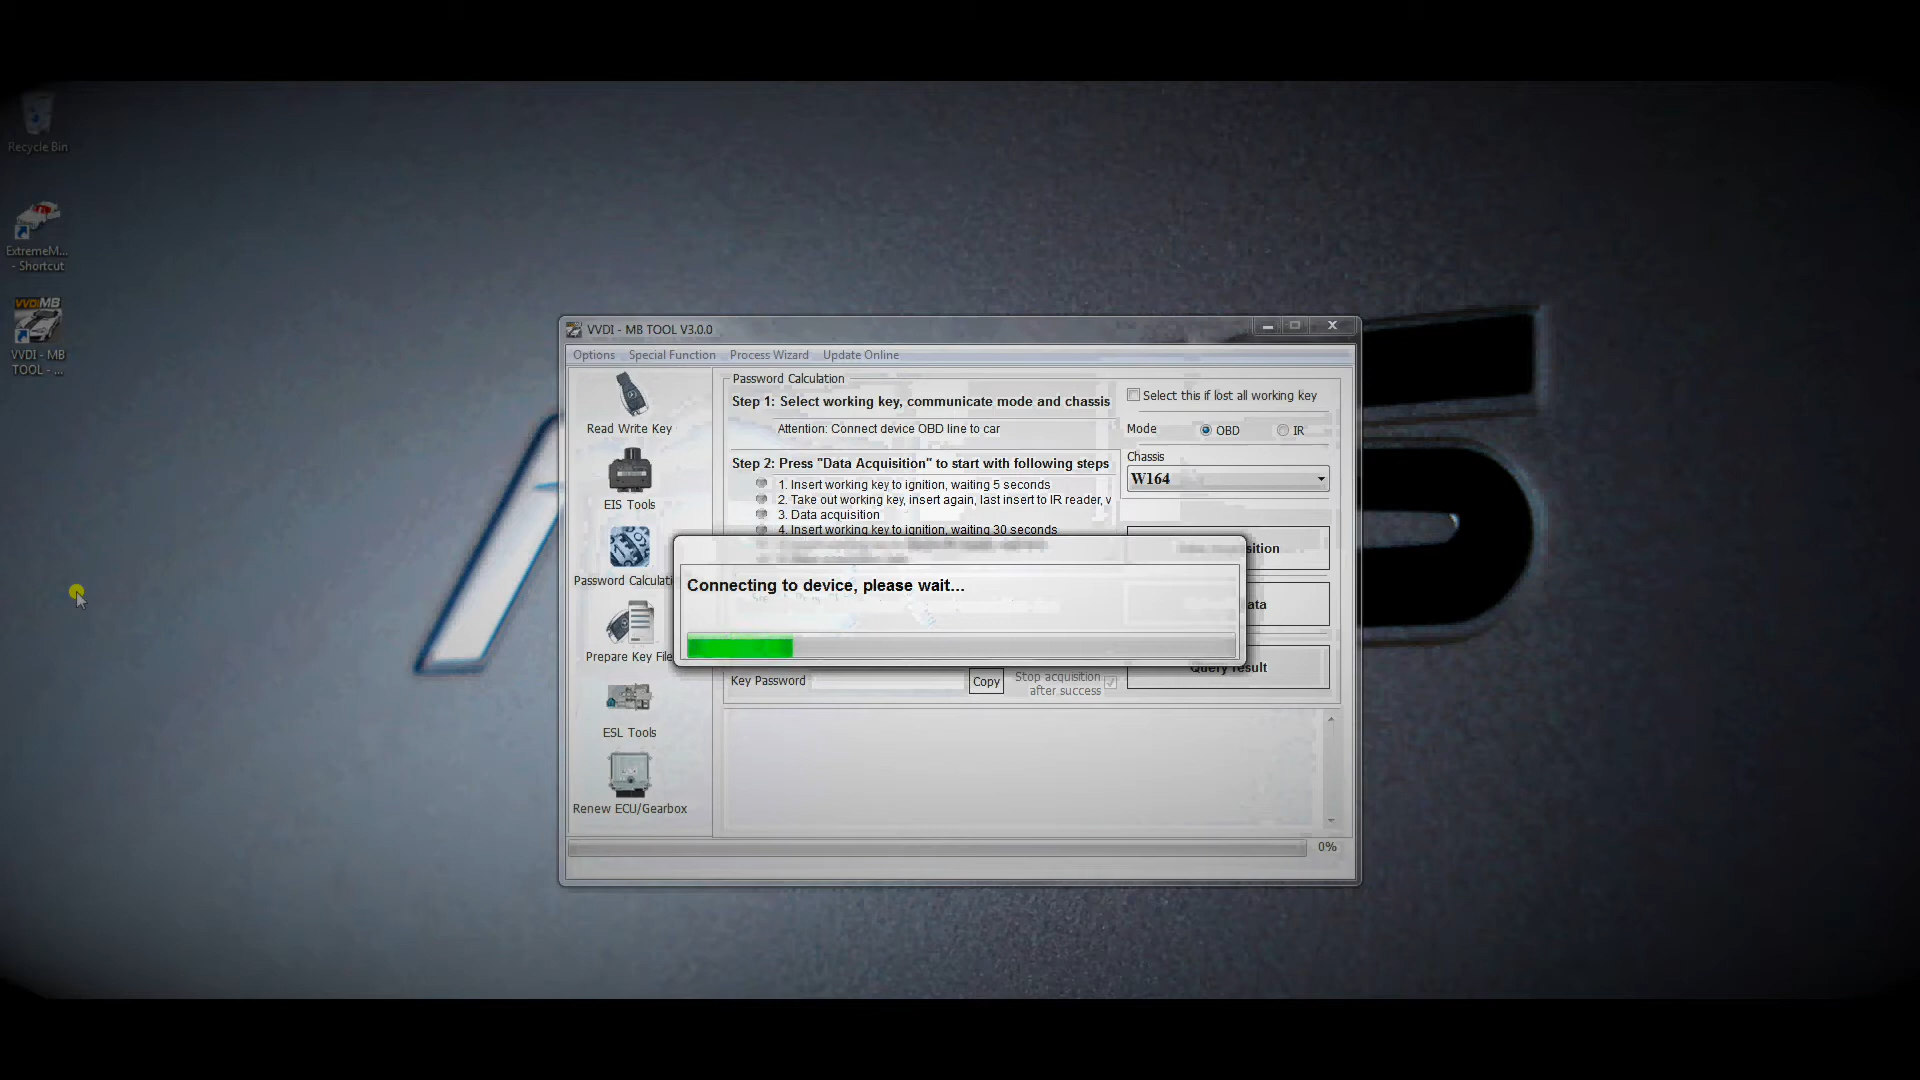 Recycle Bin
ExtremeM...
- Shortcut
VVDI MB
VVDI - MB
TOOL - ...
VVDI - MB TOOL V3.0.0
Options Special Function Process Wizard Update Online
Read Write Key
EIS Tools
Password Calculati
Prepare Key File
ESL Tools
Renew ECU/Gearbox
Password Calculation
Step 1: Select working key, communicate mode and chassis
Attention: Connect device OBD line to car
Step 2: Press "Data Acquisition" to start with following steps
1. Insert working key to ignition, waiting 5 seconds
2. Take out working key, insert again, last insert to IR reader, v
3. Data acquisition
4. Insert working key to ignition, waiting 30 seconds
Select this if lost all working key
Mode OBD IR
Chassis
W164
Connecting to device, please wait...
Query result
Key Password
Copy
Stop acquisition
after success
0%